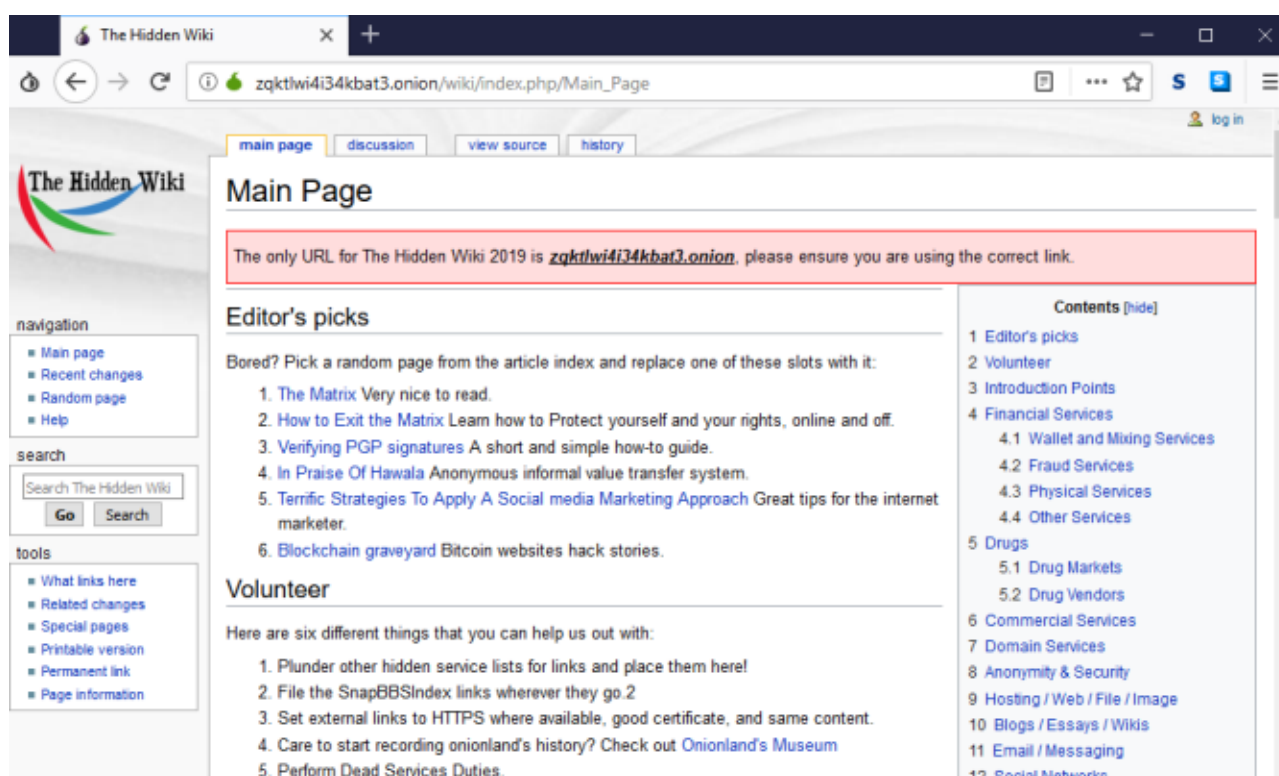 The Hidden Wiki
zqktlwi4i34kbat3.onion/wiki/index.php/Main_Page
S
S
log in
main page
discussion
view source
history
The Hidden Wiki
Main Page
The only URL for The Hidden Wiki 2019 is zqktlwi4i34kbat3.onion, please ensure you are using the correct link.
navigation
Main page
Recent changes
Random page
Help
search
Search The Hidden Wiki
Go
Search
tools
What links here
Related changes
Special pages
Printable version
Permanent link
Page information
Editor's picks
Bored? Pick a random page from the article index and replace one of these slots with it:
1. The Matrix Very nice to read.
2. How to Exit the Matrix Learn how to Protect yourself and your rights, online and off.
3. Verifying PGP signatures A short and simple how-to guide.
4. In Praise Of Hawala Anonymous informal value transfer system.
5. Terrific Strategies To Apply A Social media Marketing Approach Great tips for the internet
marketer.
6. Blockchain graveyard Bitcoin websites hack stories.
Volunteer
Here are six different things that you can help us out with:
1. Plunder other hidden service lists for links and place them here!
2. File the SnapBBSIndex links wherever they go.2
3. Set external links to HTTPS where available, good certificate, and same content.
4. Care to start recording onionland's history? Check out Onionland's Museum
5. Perform Dead Services Duties.
Contents [hide]
1 Editor's picks
2 Volunteer
3 Introduction Points
4 Financial Services
4.1 Wallet and Mixing Services
4.2 Fraud Services
4.3 Physical Services
4.4 Other Services
5 Drugs
5.1 Drug Markets
5.2 Drug Vendors
6 Commercial Services
7 Domain Services
8 Anonymity & Security
9 Hosting / Web / File / Image
10 Blogs / Essays / Wikis
11 Email / Messaging
12 Social Networks